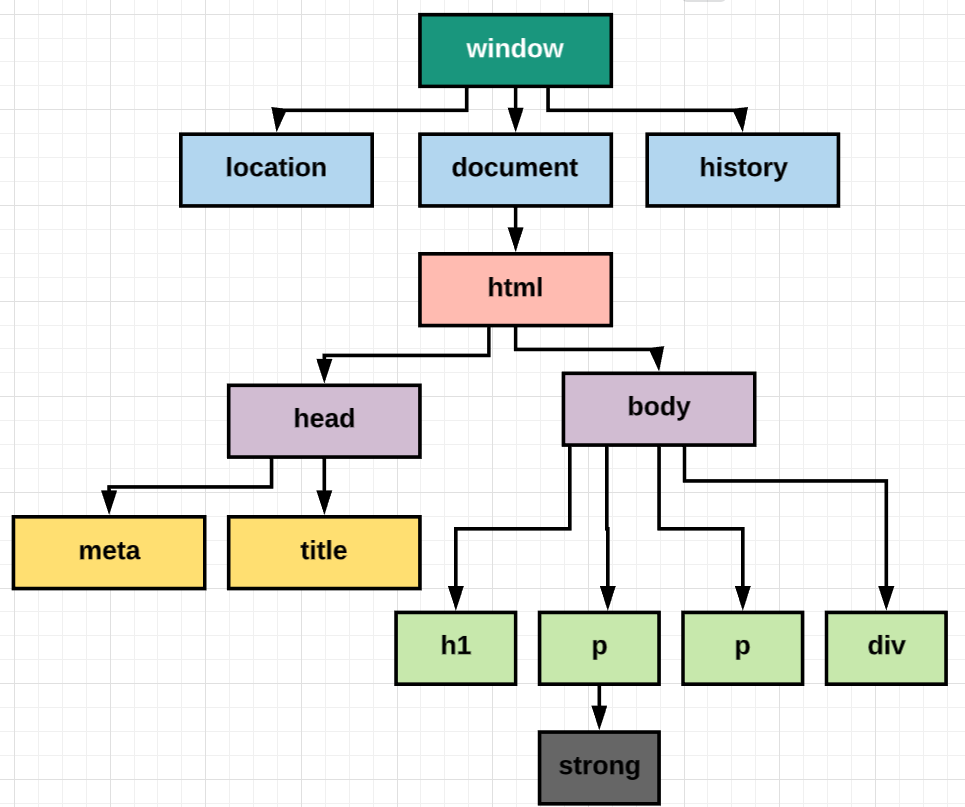 window
location
document
history
html
head
body
meta
title
h1
p
p
div
strong